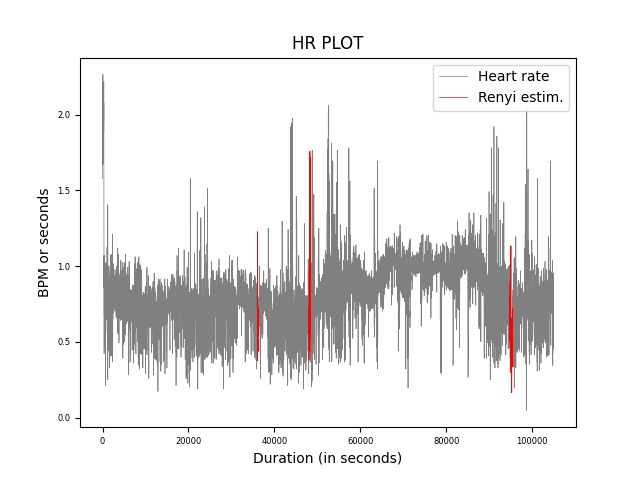 HR PLOT
Heart rate
Renyi estim.
BPM or seconds
2.0
1.5
1.0
0.5
0.0
0 20000 40000 60000 80000 100000
Duration (in seconds)